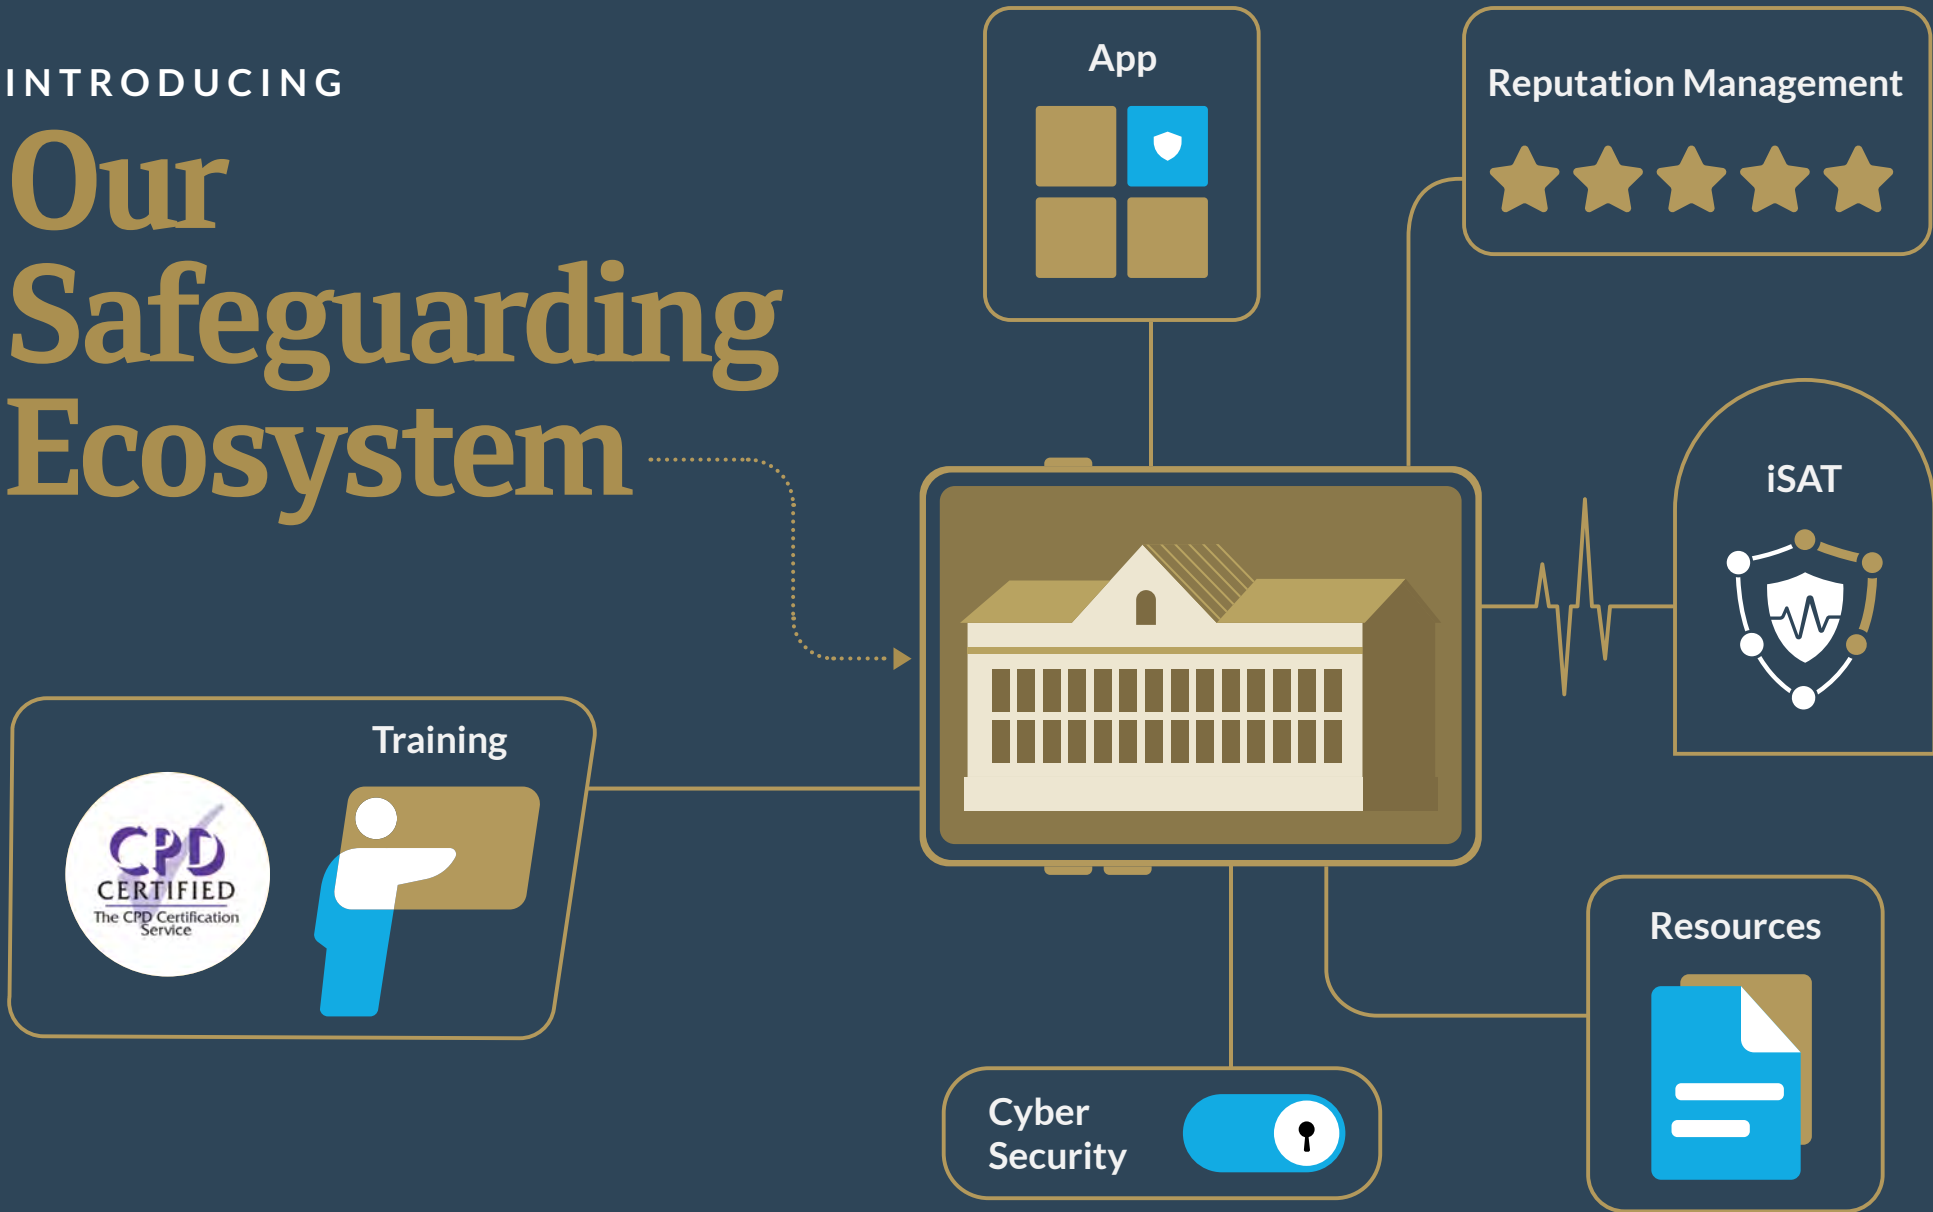 INTRODUCING
Our
Safeguarding
Ecosystem
App
Reputation Management
iSAT
Training
CPD
CERTIFIED
The CPD Certification
Service
Resources
Cyber
Security